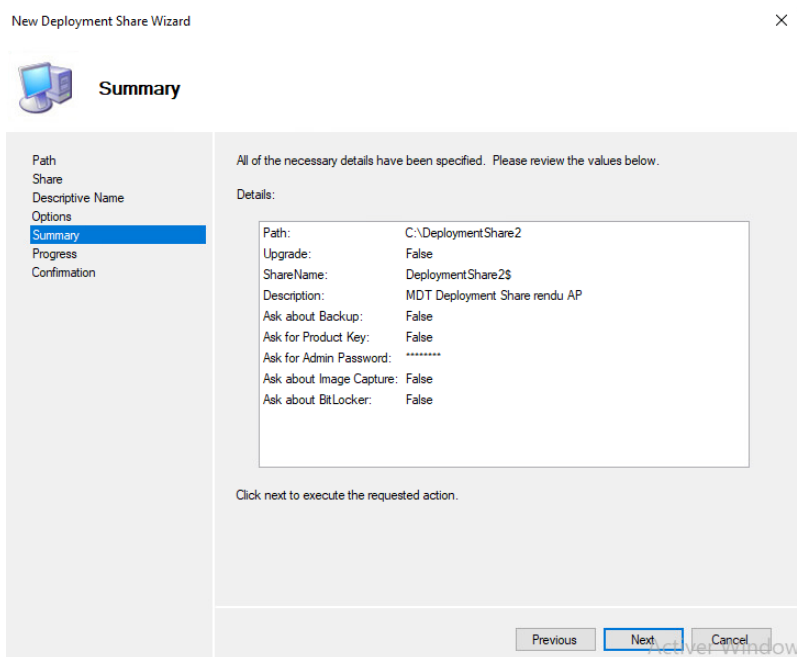 New Deployment Share Wizard
Summary
Path
Share
Descriptive Name
Options
Summary
Progress
Confirmation
All of the necessary details have been specified.  Please review the values below.
Details:
Path: C:\DeploymentShare2
Upgrade: False
ShareName: DeploymentShare2$
Description: MDT Deployment Share rendu AP
Ask about Backup: False
Ask for Product Key: False
Ask for Admin Password: ********
Ask about Image Capture: False
Ask about BitLocker: False
Click next to execute the requested action.
Previous Next Cancel
Activer Window